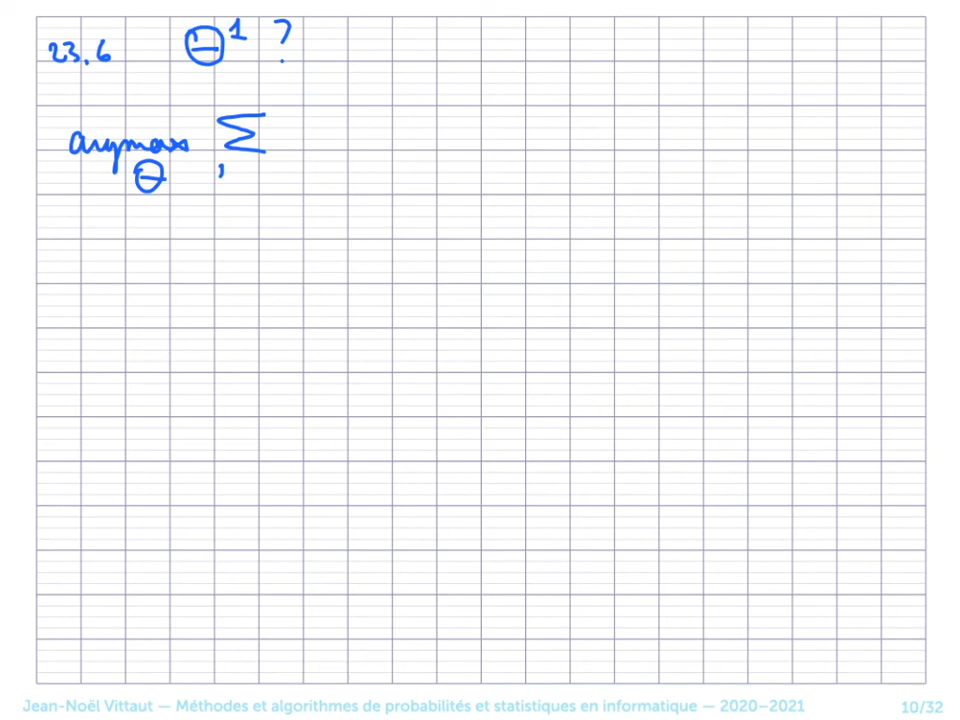 23.6 Θ¹ ?
argmax Σ
Θ
Jean-Noël Vittaut — Méthodes et algorithmes de probabilités et statistiques en informatique — 2020–2021 10/32